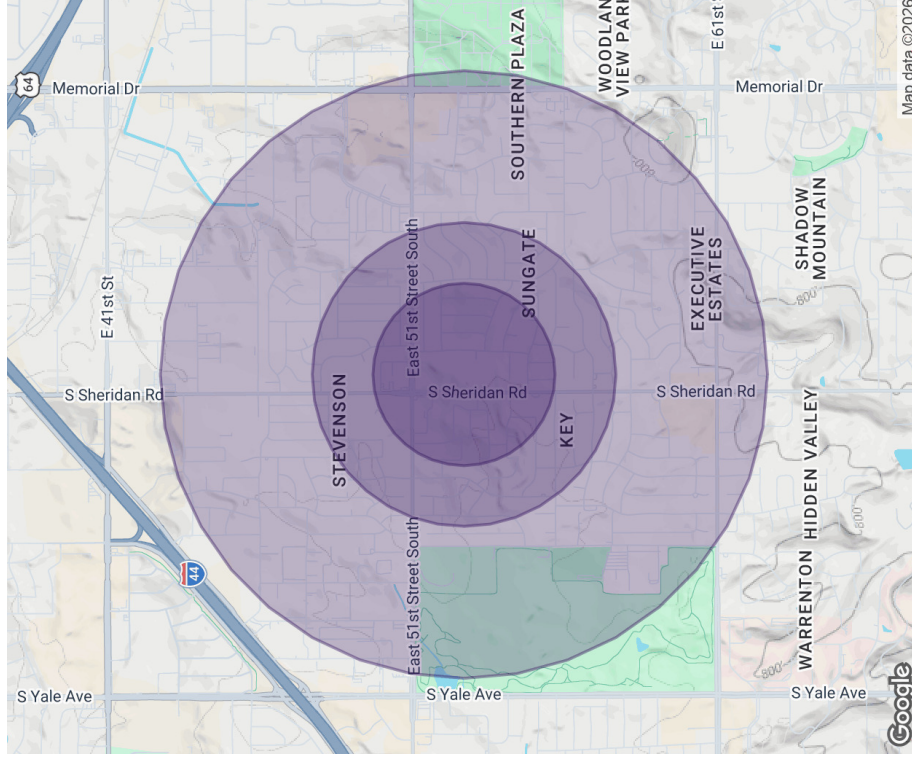 64
Memorial Dr
SOUTHERN PLAZA
WOODLAN
VIEW PARK
E 61st
Memorial Dr
Map data ©2026
800
SHADOW
MOUNTAIN
E 41st St
East 51st Street South
SUNGATE
EXECUTIVE
ESTATES
800'
S Sheridan Rd
S Sheridan Rd
S Sheridan Rd
STEVENSON
KEY
HIDDEN VALLEY
800'
44
East 51st Street South
WARRENTON
800'
S Yale Ave
S Yale Ave
S Yale Ave
Google